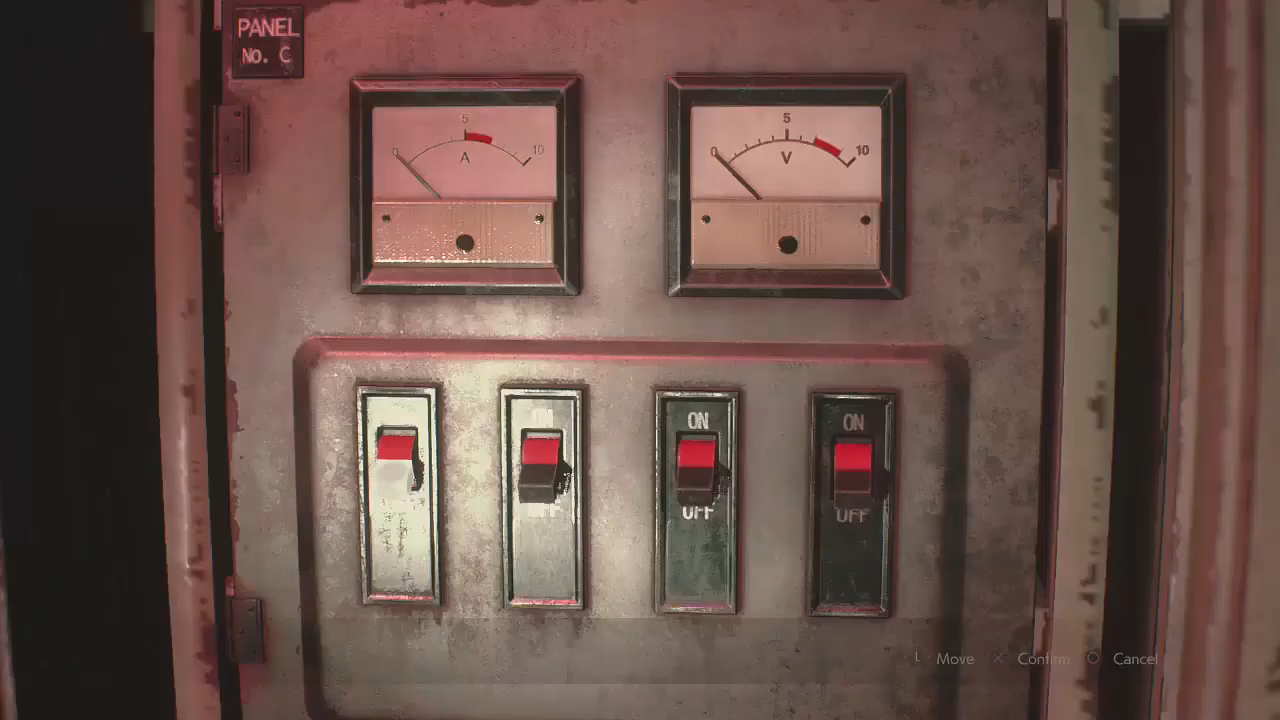 PANEL
No. C
0 5 10
A
0 5 10
V
ON ON ON
OFF OFF OFF
L Move X Confirm O Cancel